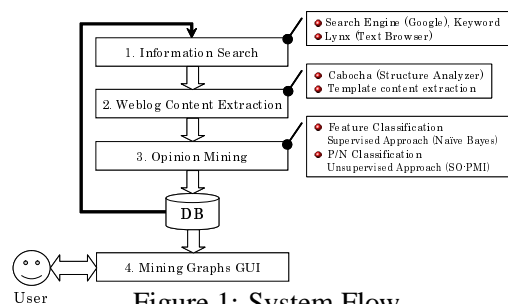 Search Engine (Google), Keyword
Lynx (Text Browser)
1. Information Search
Cabocha (Structure Analyzer)
Template content extraction
2. Weblog Content Extraction
Feature Classification
Supervised Approach (Naïve Bayes)
P/N Classification
Unsupervised Approach (SO-PMI)
3. Opinion Mining
DB
4. Mining Graphs GUI
User
Figure 1: System Flow